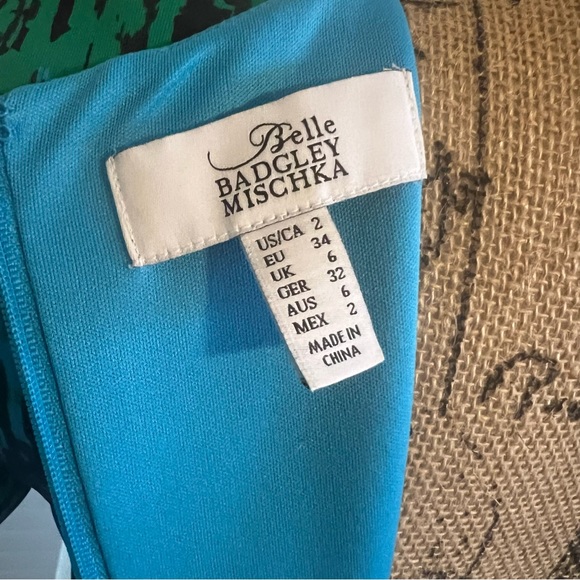 Belle
BADGLEY
MISCHKA
US/CA 2
EU 34
UK 6
GER 32
AUS 6
MEX 2
MADE IN
CHINA